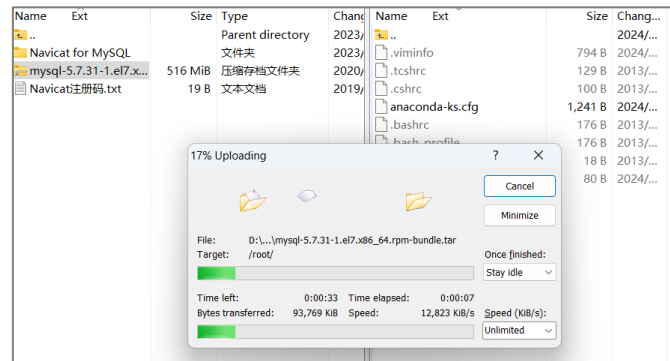 Name Ext Size Type Chang
.. Parent directory 2023/
Navicat for MySQL 文件夹 2023/
mysql-5.7.31-1.el7.x... 516 MiB 压缩存档文件夹 2020/
Navicat注册码.txt 19 B 文本文档 2019/
Name Ext Size Chang...
.. 2024/...
.viminfo 794 B 2024/...
.tcshrc 129 B 2013/...
.cshrc 100 B 2013/...
anaconda-ks.cfg 1,241 B 2024/...
.bashrc 176 B 2013/...
.bash_profile 176 B 2013/...
18 B 2013/...
80 B 2024/...
17% Uploading ?
Cancel
Minimize
File: D:\...\mysql-5.7.31-1.el7.x86_64.rpm-bundle.tar
Target: /root/
Once finished:
Stay idle
Time left: 0:00:33 Time elapsed: 0:00:07
Bytes transferred: 93,769 KiB Speed: 12,823 KiB/s
Speed (KiB/s):
Unlimited